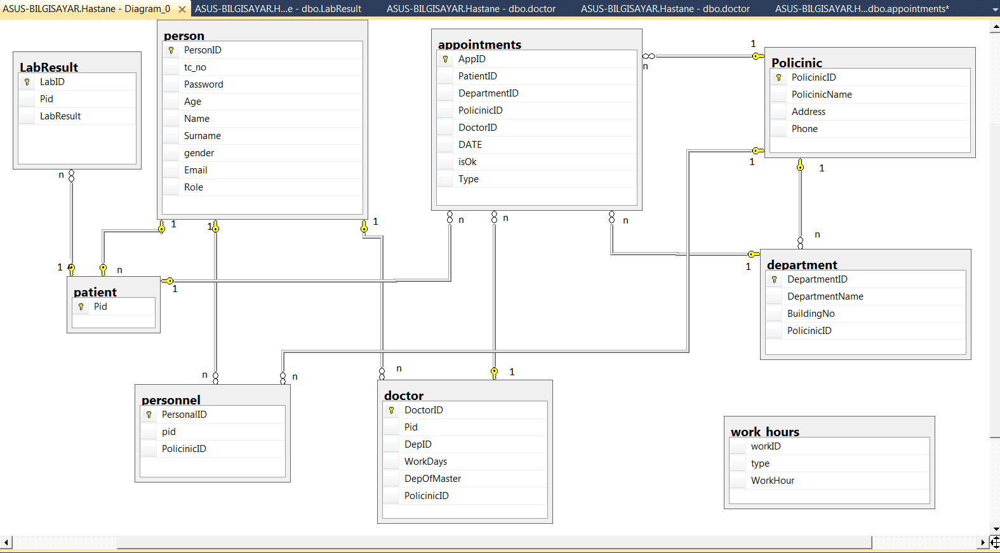 ASUS-BILGISAYAR.Hastane - Diagram_0
ASUS-BILGISAYAR.H...e - dbo.LabResult
ASUS-BILGISAYAR.Hastane - dbo.doctor
ASUS-BILGISAYAR.Hastane - dbo.doctor
ASUS-BILGISAYAR.H...dbo.appointments*
LabResult
LabID
Pid
LabResult
person
PersonID
tc_no
Password
Age
Name
Surname
gender
Email
Role
appointments
AppID
PatientID
DepartmentID
PolicinicID
DoctorID
DATE
isOk
Type
Policinic
PolicinicID
PolicinicName
Address
Phone
1
n
1
1
n
n
1
1
1
n
n
n
1
n
1
n
1
1
patient
Pid
department
DepartmentID
DepartmentName
BuildingNo
PolicinicID
n
n
n
1
personnel
PersonalID
pid
PolicinicID
doctor
DoctorID
Pid
DepID
WorkDays
DepOfMaster
PolicinicID
work_hours
workID
type
WorkHour